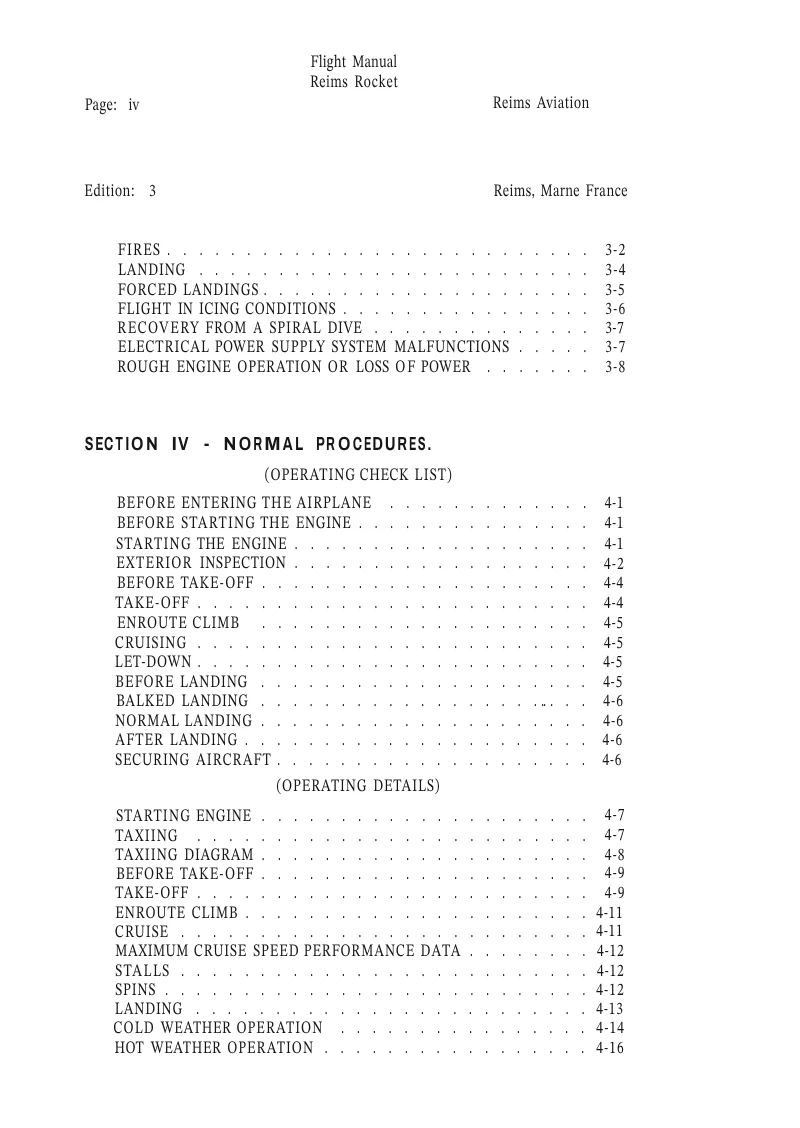 Flight Manual
Reims Rocket
Page: iv Reims Aviation
Edition: 3 Reims, Marne France
FIRES . . . . . . . . . . . . . . . . . . . . . . . . . . . 3-2
LANDING . . . . . . . . . . . . . . . . . . . . . . . . . 3-4
FORCED LANDINGS . . . . . . . . . . . . . . . . . . . . . 3-5
FLIGHT IN ICING CONDITIONS . . . . . . . . . . . . . . . . 3-6
RECOVERY FROM A SPIRAL DIVE . . . . . . . . . . . . . . 3-7
ELECTRICAL POWER SUPPLY SYSTEM MALFUNCTIONS . . . . . 3-7
ROUGH ENGINE OPERATION OR LOSS OF POWER . . . . . . . 3-8
SECTION IV - NORMAL PROCEDURES.
(OPERATING CHECK LIST)
BEFORE ENTERING THE AIRPLANE . . . . . . . . . . . . . 4-1
BEFORE STARTING THE ENGINE . . . . . . . . . . . . . . . 4-1
STARTING THE ENGINE . . . . . . . . . . . . . . . . . . . 4-1
EXTERIOR INSPECTION . . . . . . . . . . . . . . . . . . . 4-2
BEFORE TAKE-OFF . . . . . . . . . . . . . . . . . . . . . 4-4
TAKE-OFF . . . . . . . . . . . . . . . . . . . . . . . . . 4-4
ENROUTE CLIMB . . . . . . . . . . . . . . . . . . . . . 4-5
CRUISING . . . . . . . . . . . . . . . . . . . . . . . . . 4-5
LET-DOWN . . . . . . . . . . . . . . . . . . . . . . . . . 4-5
BEFORE LANDING . . . . . . . . . . . . . . . . . . . . . 4-5
BALKED LANDING . . . . . . . . . . . . . . . . . . . . . 4-6
NORMAL LANDING . . . . . . . . . . . . . . . . . . . . . 4-6
AFTER LANDING . . . . . . . . . . . . . . . . . . . . . . 4-6
SECURING AIRCRAFT . . . . . . . . . . . . . . . . . . . . 4-6
(OPERATING DETAILS)
STARTING ENGINE . . . . . . . . . . . . . . . . . . . . . 4-7
TAXIING . . . . . . . . . . . . . . . . . . . . . . . . . 4-7
TAXIING DIAGRAM . . . . . . . . . . . . . . . . . . . . . 4-8
BEFORE TAKE-OFF . . . . . . . . . . . . . . . . . . . . . 4-9
TAKE-OFF . . . . . . . . . . . . . . . . . . . . . . . . . 4-9
ENROUTE CLIMB . . . . . . . . . . . . . . . . . . . . . . 4-11
CRUISE . . . . . . . . . . . . . . . . . . . . . . . . . . 4-11
MAXIMUM CRUISE SPEED PERFORMANCE DATA . . . . . . . . 4-12
STALLS . . . . . . . . . . . . . . . . . . . . . . . . . . 4-12
SPINS . . . . . . . . . . . . . . . . . . . . . . . . . . . 4-12
LANDING . . . . . . . . . . . . . . . . . . . . . . . . . 4-13
COLD WEATHER OPERATION . . . . . . . . . . . . . . . . 4-14
HOT WEATHER OPERATION . . . . . . . . . . . . . . . . . 4-16